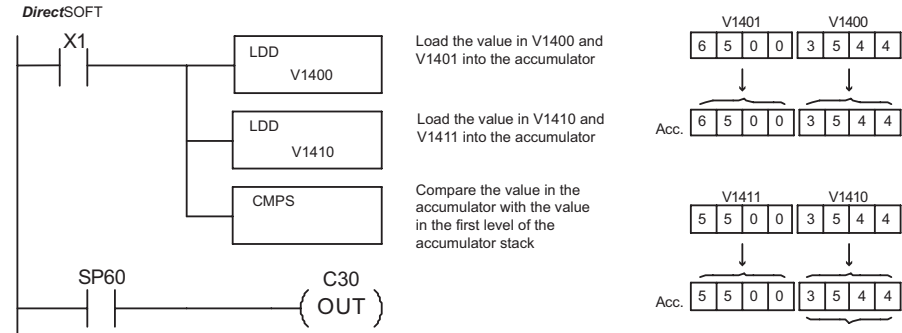 DirectSOFT
X1
LDD
V1400
Load the value in V1400 and
V1401 into the accumulator
LDD
V1410
Load the value in V1410 and
V1411 into the accumulator
CMPS
Compare the value in the
accumulator with the value
in the first level of the
accumulator stack
SP60
C30
OUT
V1401 V1400
6 5 0 0 3 5 4 4
Acc. 6 5 0 0 3 5 4 4
V1411 V1410
5 5 0 0 3 5 4 4
Acc. 5 5 0 0 3 5 4 4